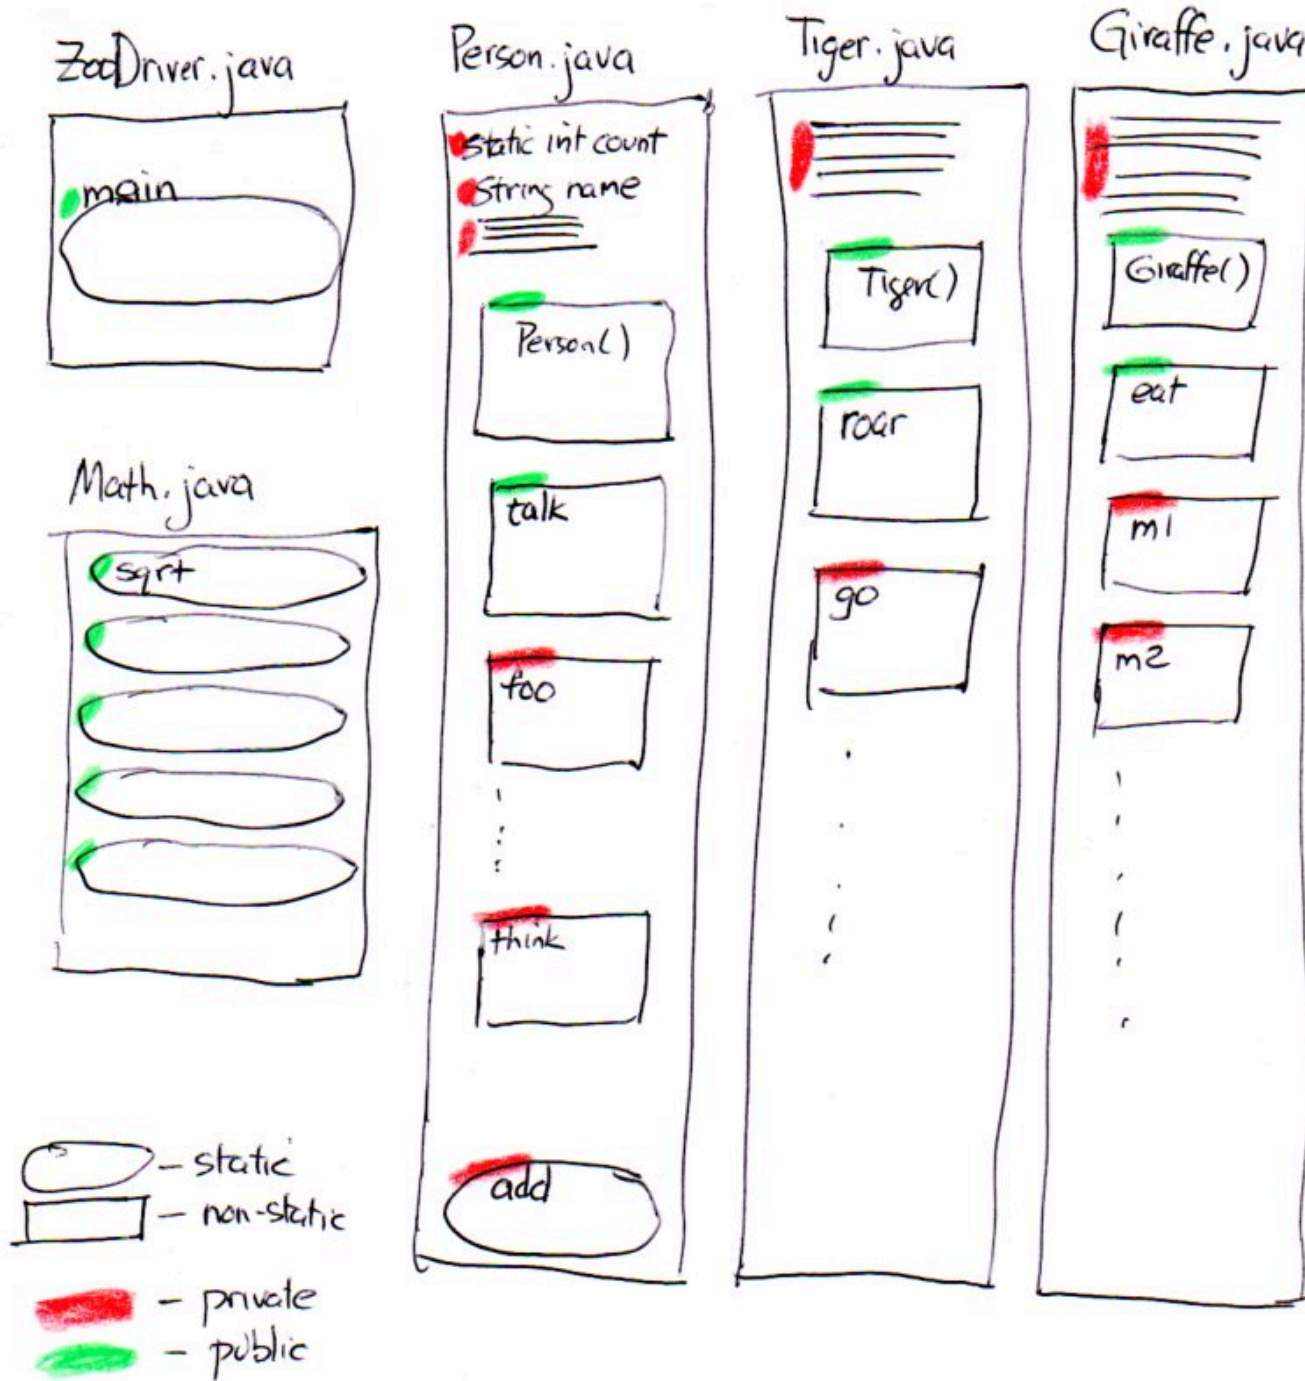 ZooDriver.java
main
Math.java
sqrt
Person.java
static int count
String name
Person()
talk
foo
think
add
Tiger.java
Tiger()
roar
go
Giraffe.java
Giraffe()
eat
m1
m2
- static
- non-static
- private
- public